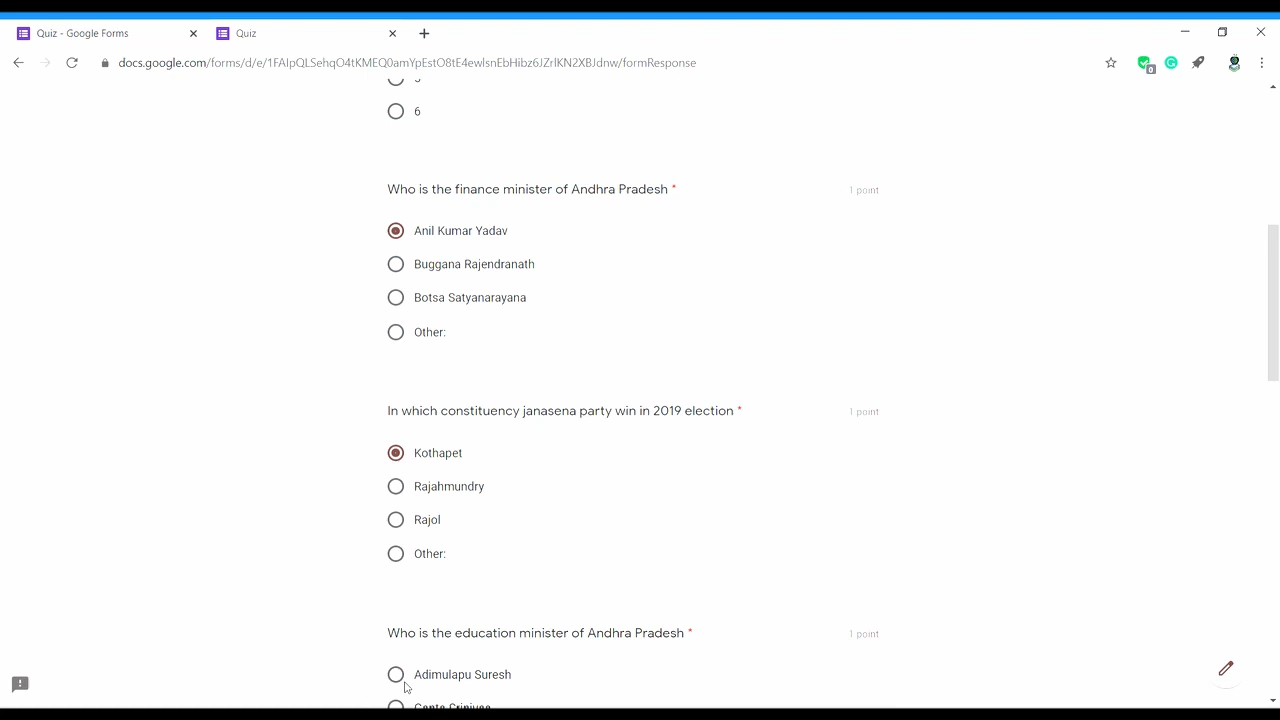 Quiz - Google Forms
Quiz
docs.google.com/forms/d/e/1FAIpQLSehqO4tKMEQ0amYpEstO8tE4ewIsnEbHibz6JZrlKN2XBJdnw/formResponse
0
6
Who is the finance minister of Andhra Pradesh *
1 point
Anil Kumar Yadav
Buggana Rajendranath
Botsa Satyanarayana
Other:
In which constituency janasena party win in 2019 election *
1 point
Kothapet
Rajahmundry
Rajol
Other:
Who is the education minister of Andhra Pradesh *
1 point
Adimulapu Suresh